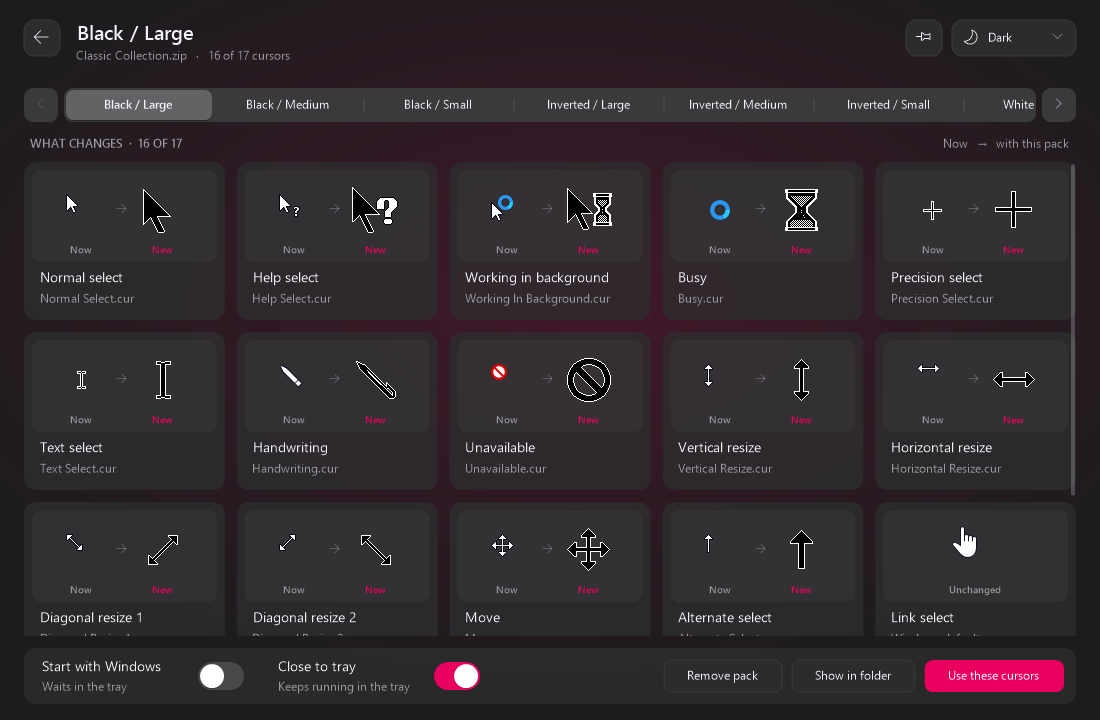 Black / Large
Classic Collection.zip · 16 of 17 cursors
Dark
Black / Large
Black / Medium
Black / Small
Inverted / Large
Inverted / Medium
Inverted / Small
White
WHAT CHANGES · 16 OF 17
Now → with this pack
Now New
Normal select
Normal Select.cur
Now New
Help select
Help Select.cur
Now New
Working in background
Working In Background.cur
Now New
Busy
Busy.cur
Now New
Precision select
Precision Select.cur
Now New
Text select
Text Select.cur
Now New
Handwriting
Handwriting.cur
Now New
Unavailable
Unavailable.cur
Now New
Vertical resize
Vertical Resize.cur
Now New
Horizontal resize
Horizontal Resize.cur
Now New
Diagonal resize 1
Now New
Diagonal resize 2
Now New
Move
Now New
Alternate select
Unchanged
Link select
Start with Windows
Waits in the tray
Close to tray
Keeps running in the tray
Remove pack
Show in folder
Use these cursors